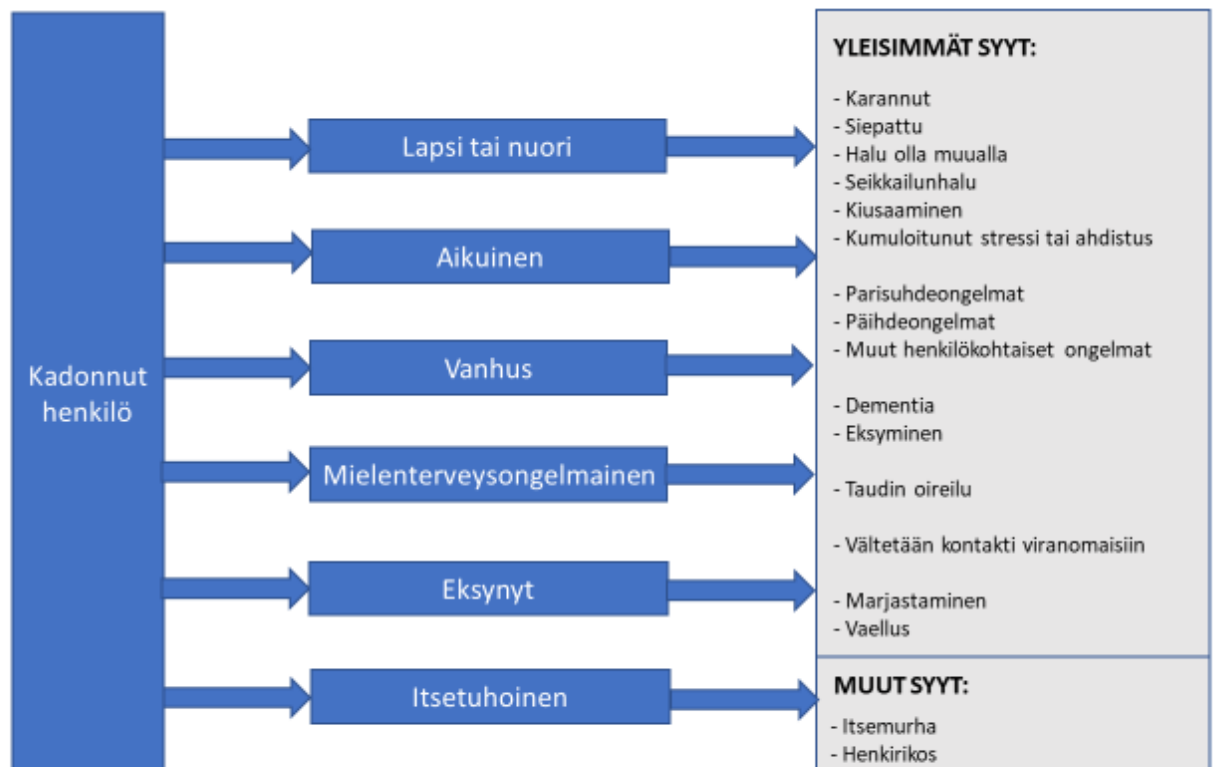 Kadonnut
henkilö
Lapsi tai nuori
Aikuinen
Vanhus
Mielenterveysongelmainen
Eksynyt
Itsetuhoinen
YLEISIMMÄT SYYT:
- Karannut
- Siepattu
- Halu olla muualla
- Seikkailunhalu
- Kiusaaminen
- Kumuloitunut stressi tai ahdistus
- Parisuhdeongelmat
- Päihdeongelmat
- Muut henkilökohtaiset ongelmat
- Dementia
- Eksyminen
- Taudin oireilu
- Vältetään kontakti viranomaisiin
- Marjastaminen
- Vaellus
MUUT SYYT:
- Itsemurha
- Henkirikos